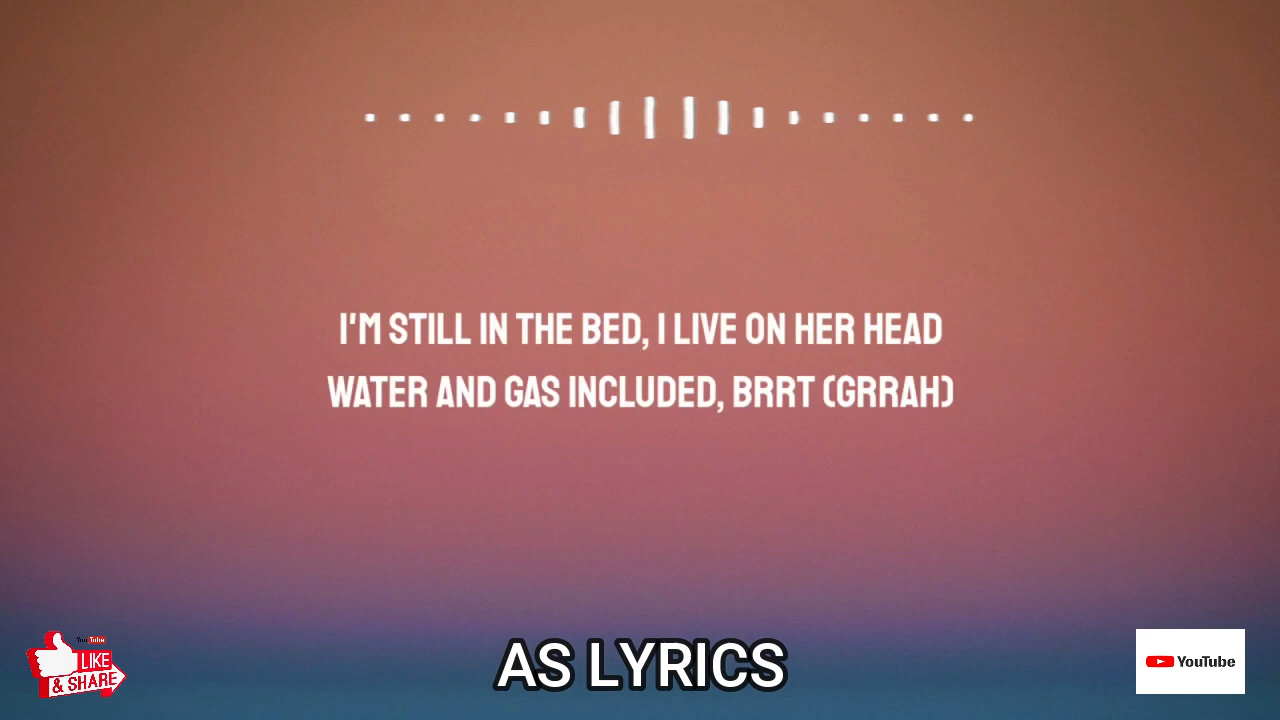 I'M STILL IN THE BED, I LIVE ON HER HEAD
WATER AND GAS INCLUDED, BRRT (GRRAH)
YouTube
LIKE
& SHARE
AS LYRICS
YouTube